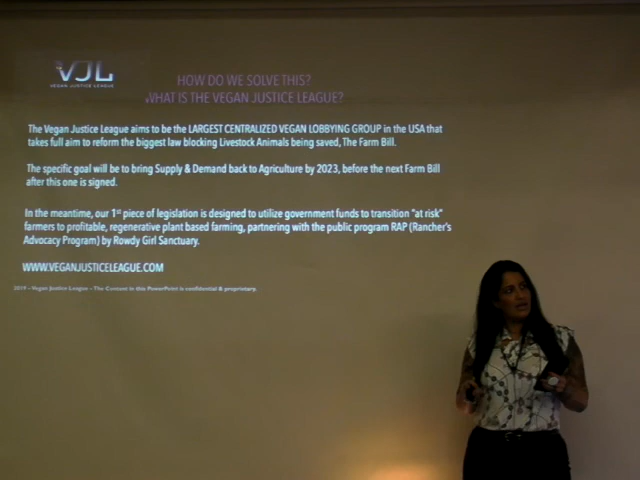 VJL
VEGAN JUSTICE LEAGUE
HOW DO WE SOLVE THIS?
WHAT IS THE VEGAN JUSTICE LEAGUE?
The Vegan Justice League aims to be the LARGEST CENTRALIZED VEGAN LOBBYING GROUP in the USA that
takes full aim to reform the biggest law blocking Livestock Animals being saved, The Farm Bill.
The specific goal will be to bring Supply & Demand back to Agriculture by 2023, before the next Farm Bill
after this one is signed.
In the meantime, our 1st piece of legislation is designed to utilize government funds to transition "at risk"
farmers to profitable, regenerative plant based farming, partnering with the public program RAP (Rancher's
Advocacy Program) by Rowdy Girl Sanctuary.
WWW.VEGANJUSTICELEAGUE.COM
2019 – Vegan Justice League – The Content in this PowerPoint is confidential & proprietary.